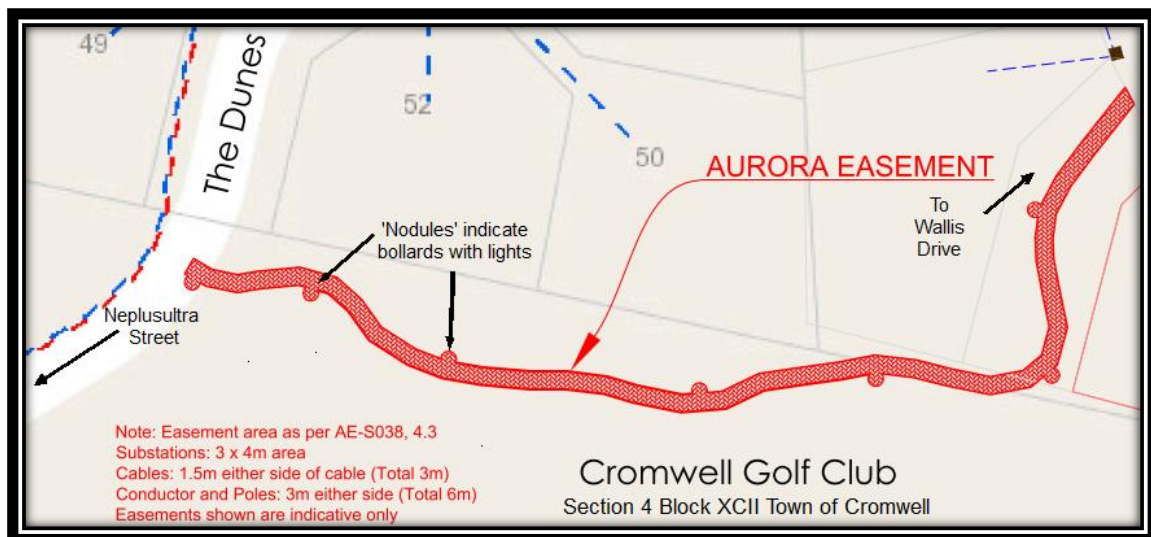 49
The Dunes
52
50
AURORA EASEMENT
To
Wallis
Drive
'Nodules' indicate
bollards with lights
Neplusultra
Street
Note: Easement area as per AE-S038, 4.3
Substations: 3 x 4m area
Cables: 1.5m either side of cable (Total 3m)
Conductor and Poles: 3m either side (Total 6m)
Easements shown are indicative only
Cromwell Golf Club
Section 4 Block XCII Town of Cromwell